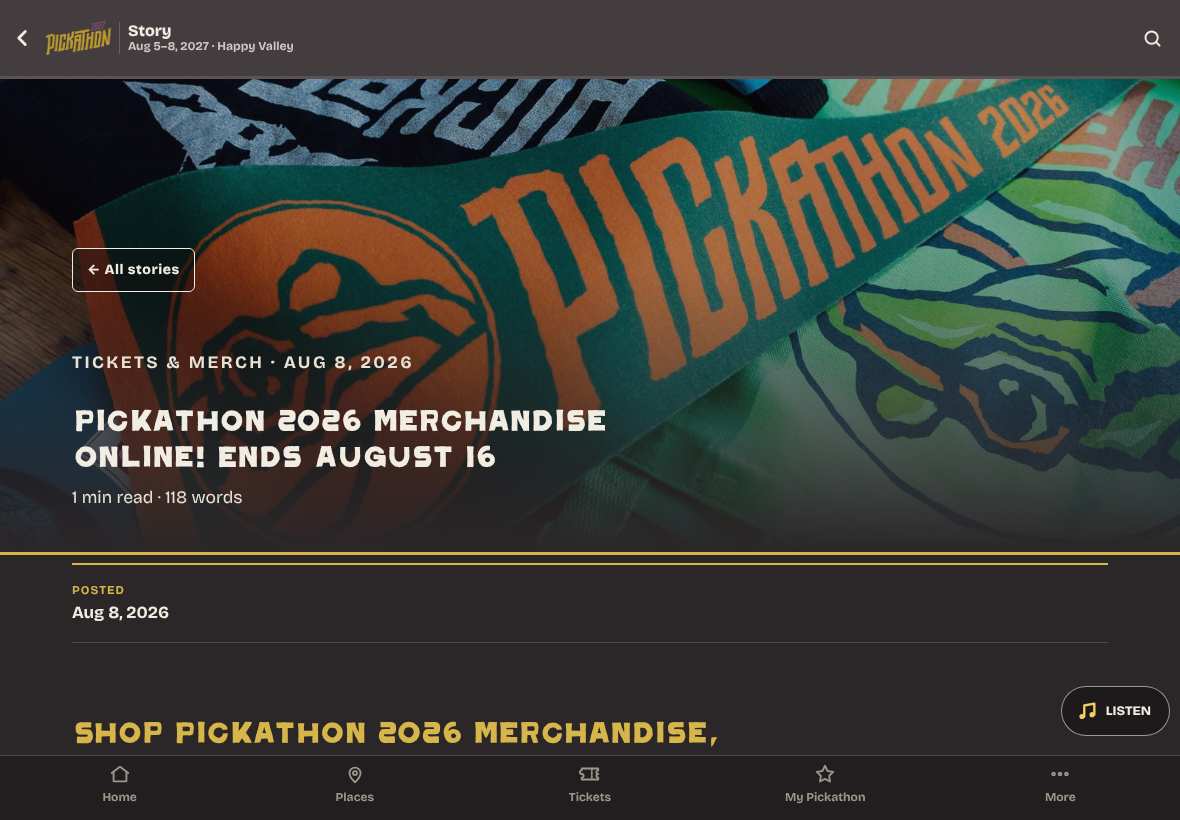 PICKATHON
Story
Aug 5–8, 2027 · Happy Valley
PICKATHON 2026
← All stories
TICKETS & MERCH · AUG 8, 2026
PICKATHON 2026 MERCHANDISE
ONLINE! ENDS AUGUST 16
1 min read · 118 words
POSTED
Aug 8, 2026
SHOP PICKATHON 2026 MERCHANDISE,
LISTEN
Home
Places
Tickets
My Pickathon
More